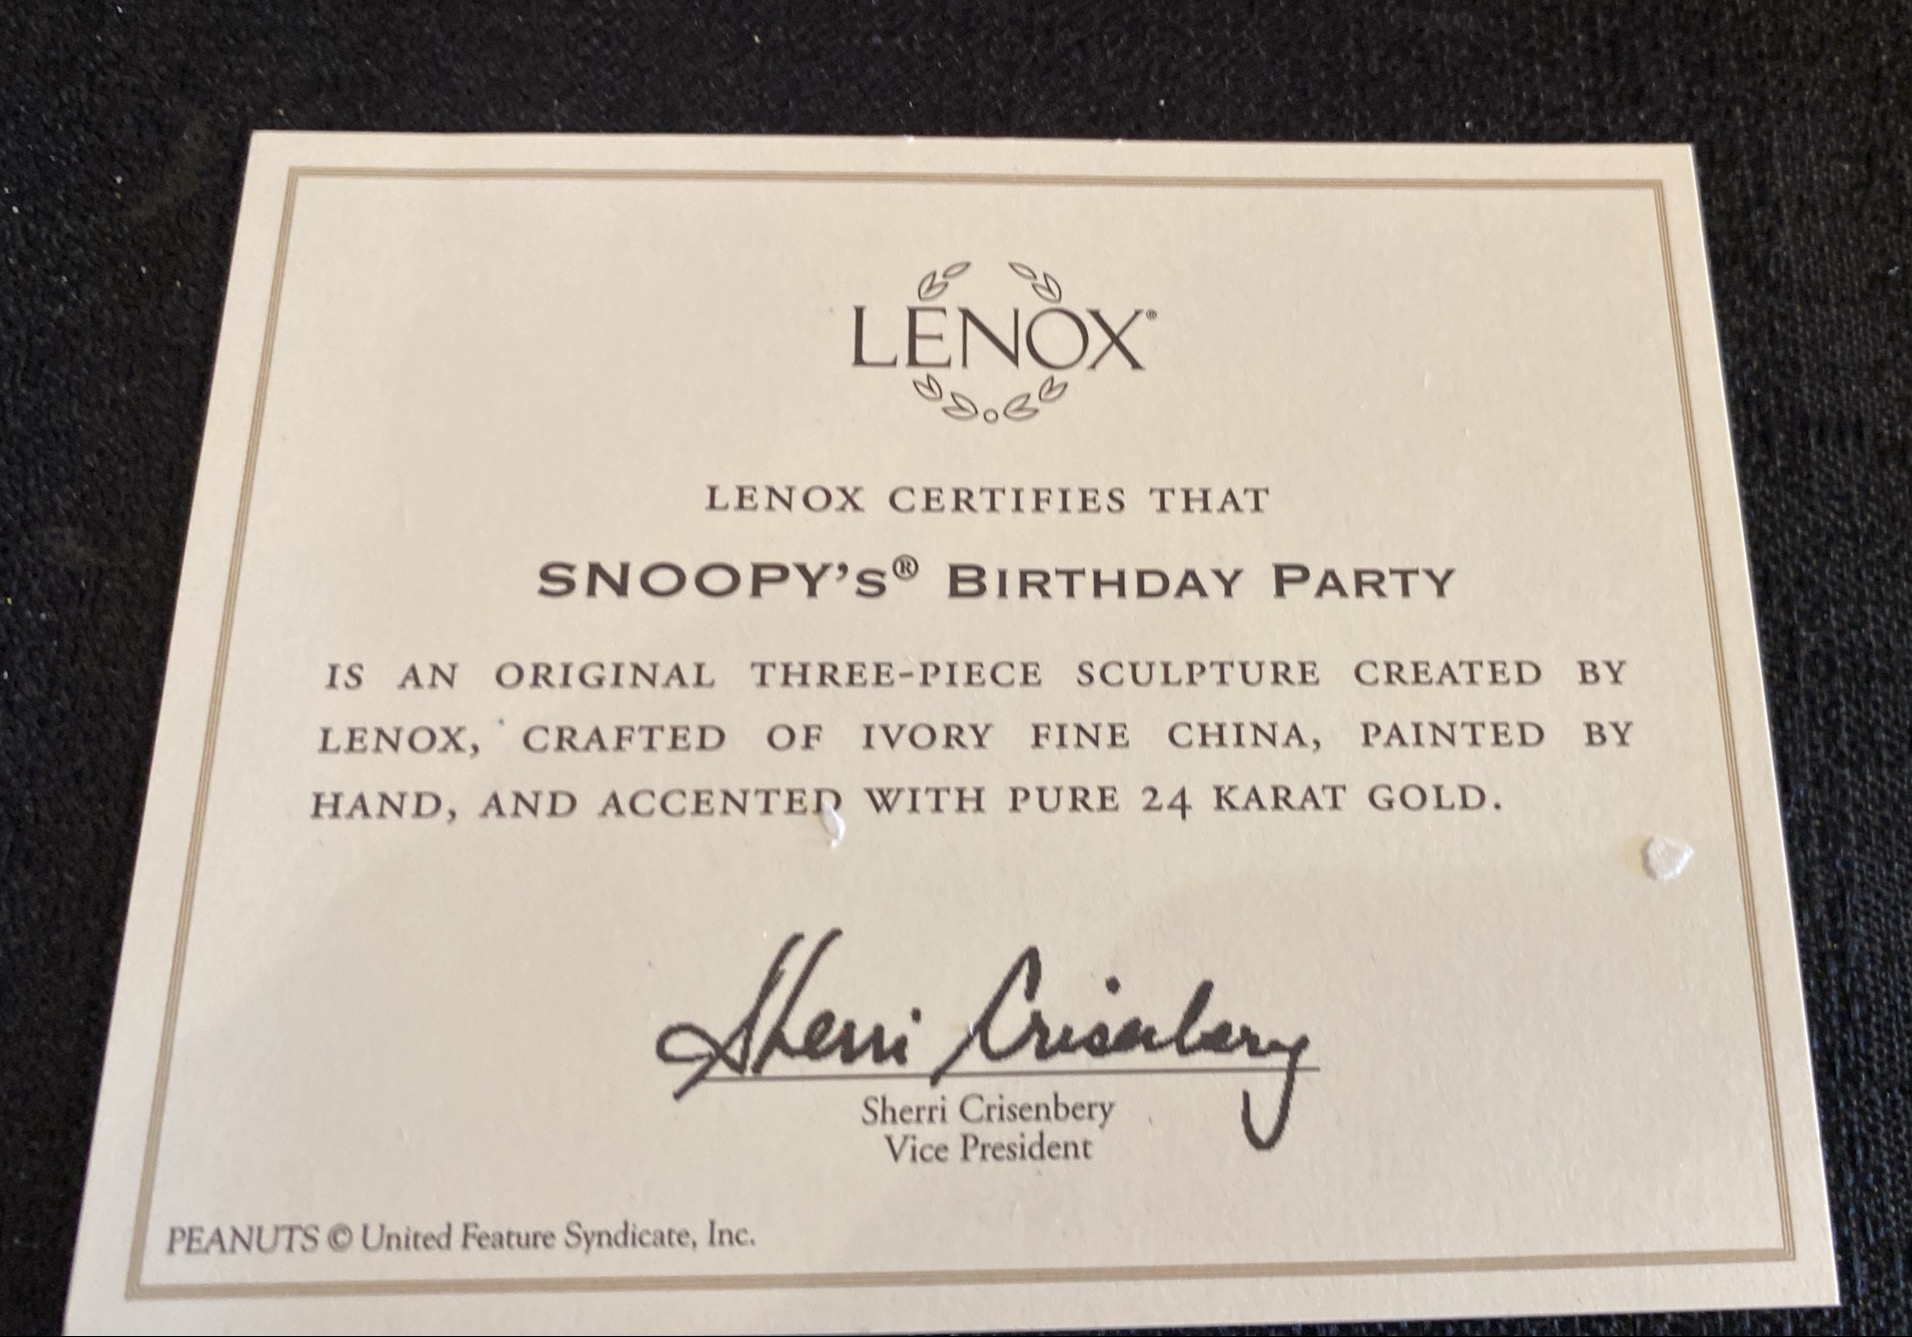 LENOX®
LENOX CERTIFIES THAT
SNOOPY's® BIRTHDAY PARTY
IS AN ORIGINAL THREE-PIECE SCULPTURE CREATED BY
LENOX, CRAFTED OF IVORY FINE CHINA, PAINTED BY
HAND, AND ACCENTED WITH PURE 24 KARAT GOLD.
Sherri Crisenbery
Sherri Crisenbery
Vice President
PEANUTS © United Feature Syndicate, Inc.